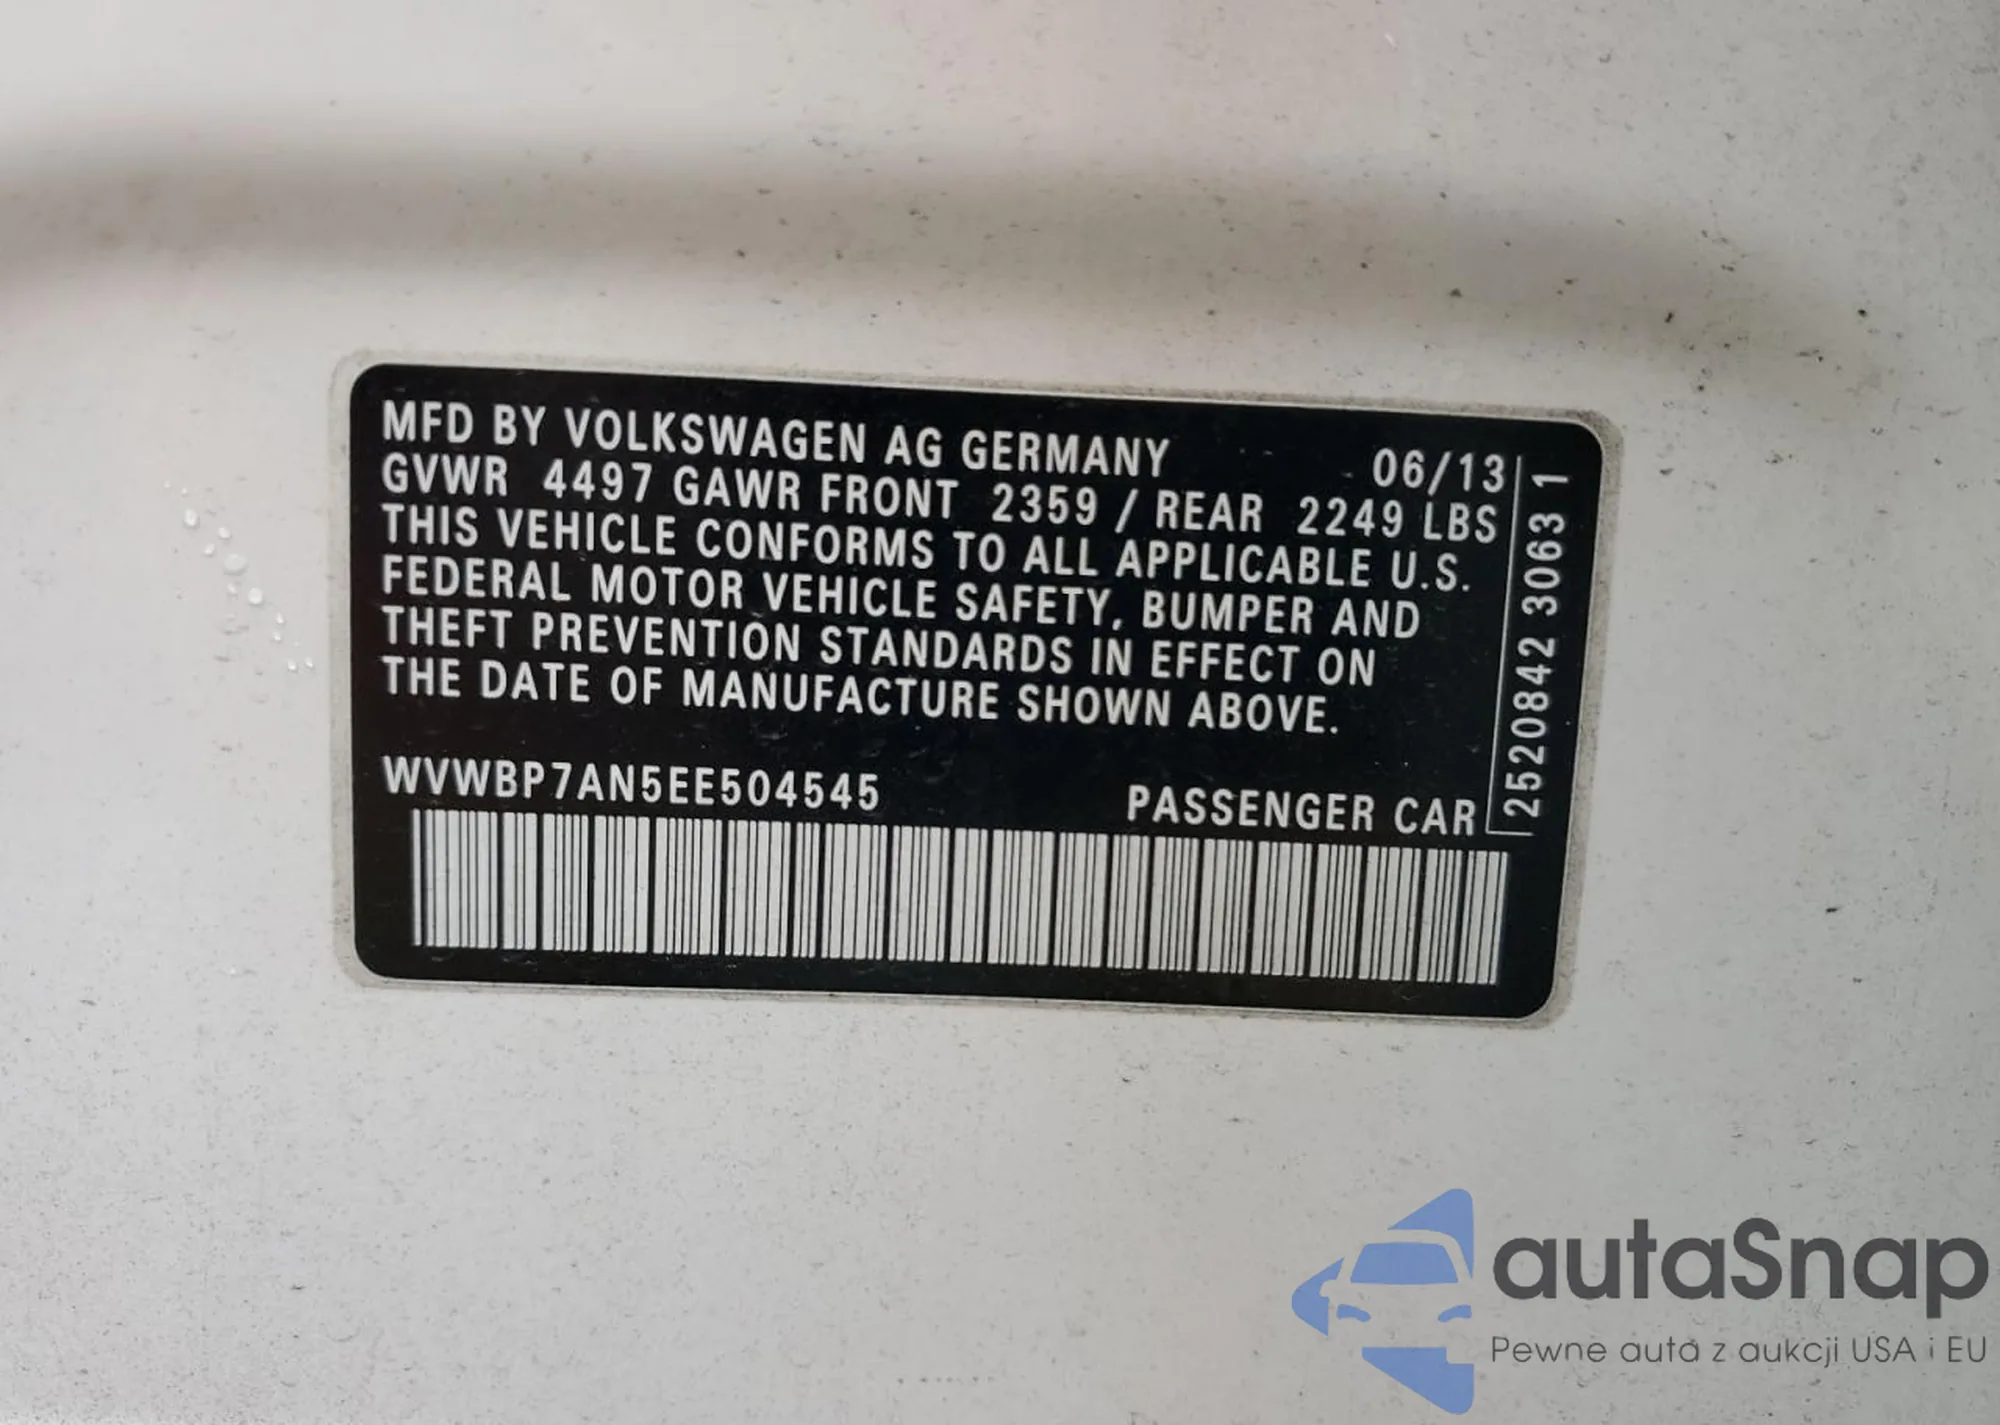 MFD BY VOLKSWAGEN AG GERMANY 06/13
GVWR 4497 GAWR FRONT 2359 / REAR 2249 LBS
THIS VEHICLE CONFORMS TO ALL APPLICABLE U.S.
FEDERAL MOTOR VEHICLE SAFETY, BUMPER AND
THEFT PREVENTION STANDARDS IN EFFECT ON
THE DATE OF MANUFACTURE SHOWN ABOVE.
WVWBP7AN5EE504545 PASSENGER CAR
2520842 3063 1
autaSnap
Pewne auta z aukcji USA i EU